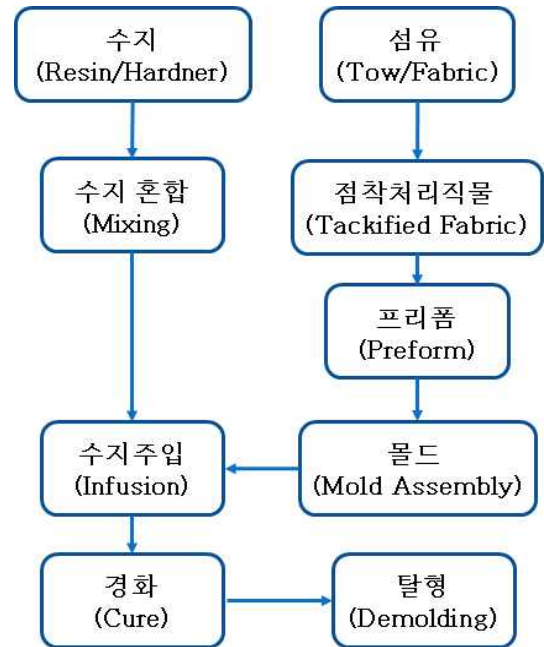 수지
(Resin/Hardner)
섬유
(Tow/Fabric)
수지 혼합
(Mixing)
점착처리직물
(Tackified Fabric)
프리폼
(Preform)
수지주입
(Infusion)
몰드
(Mold Assembly)
경화
(Cure)
탈형
(Demolding)